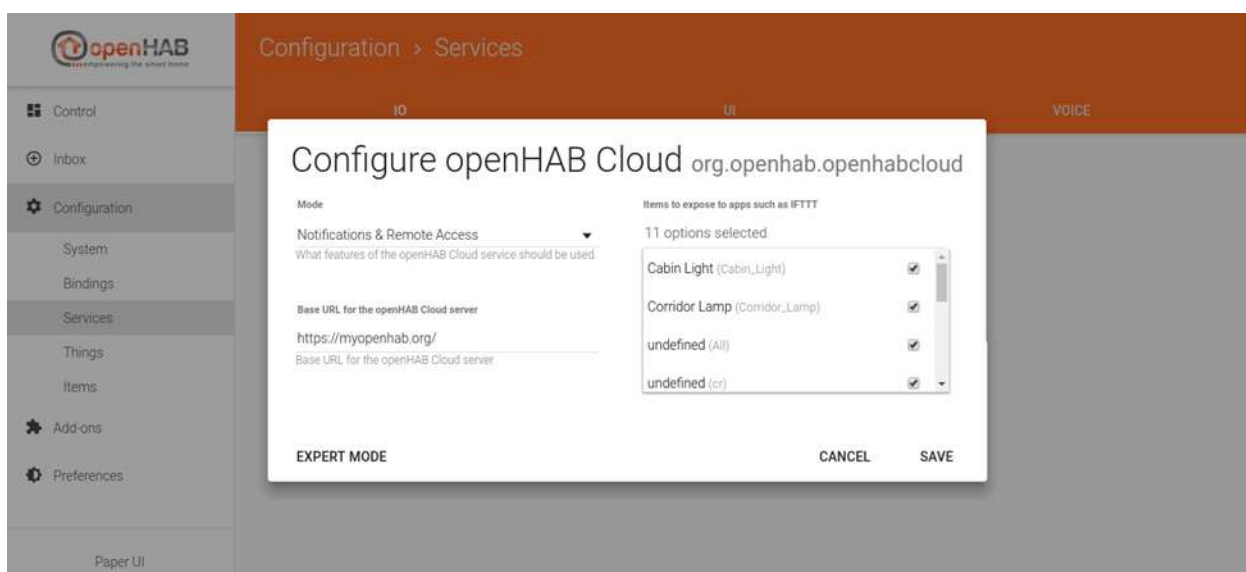 openHAB
empowering the smart home
Configuration > Services
IO
UI
VOICE
Control
Inbox
Configuration
System
Bindings
Services
Things
Items
Add-ons
Preferences
Paper UI
Configure openHAB Cloud org.openhab.openhabcloud
Mode
Notifications & Remote Access
What features of the openHAB Cloud service should be used.
Base URL for the openHAB Cloud server
https://myopenhab.org/
Base URL for the openHAB Cloud server
Items to expose to apps such as IFTTT
11 options selected
Cabin Light (Cabin_Light)
Corridor Lamp (Corridor_Lamp)
undefined (All)
undefined (cr)
EXPERT MODE
CANCEL
SAVE